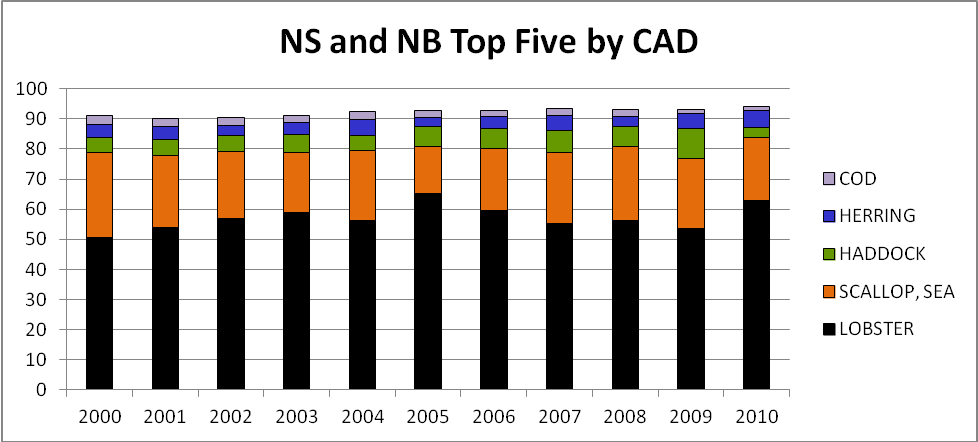 NS and NB Top Five by CAD
100
90
80
70
60
50
40
30
20
10
0
2000 2001 2002 2003 2004 2005 2006 2007 2008 2009 2010
COD
HERRING
HADDOCK
SCALLOP, SEA
LOBSTER